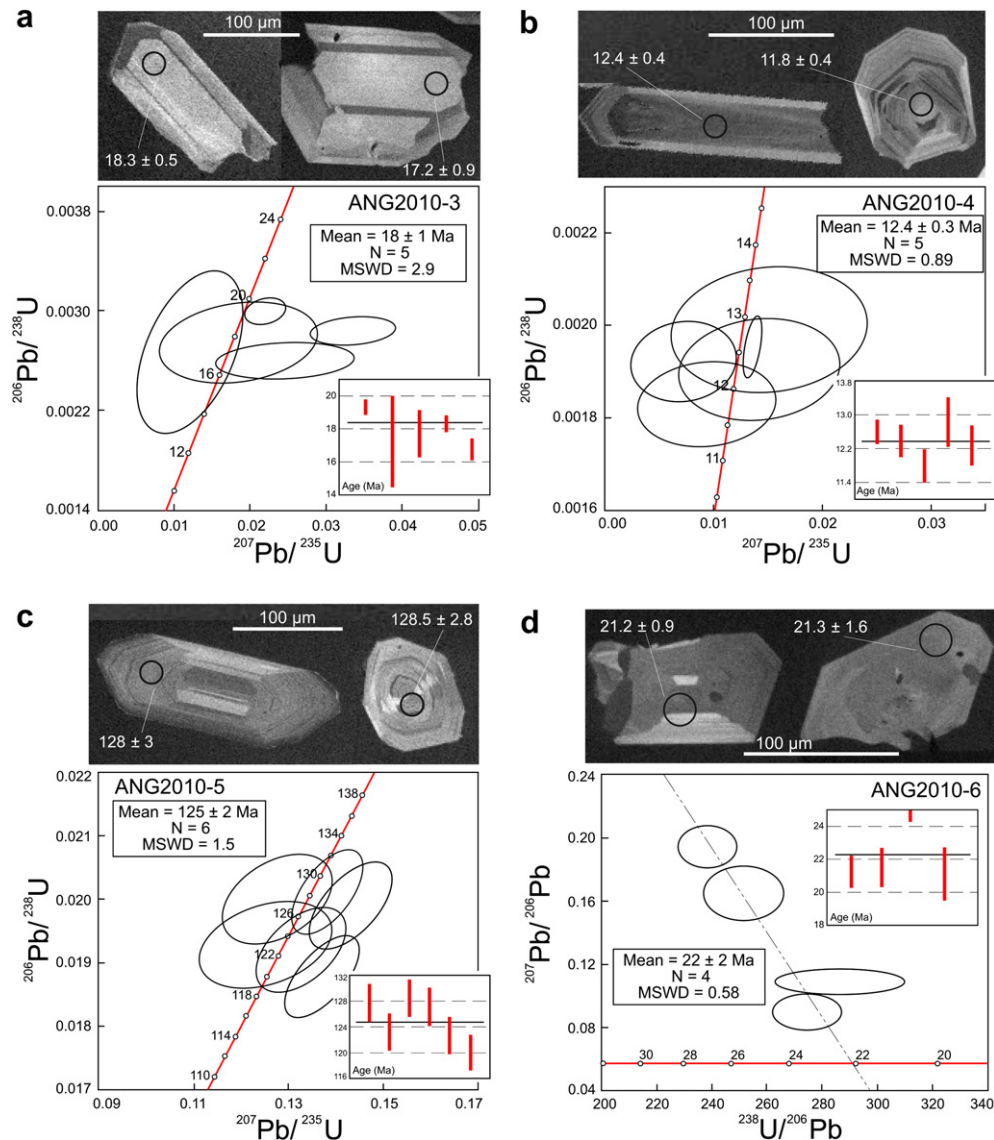 a
100 µm
18.3 ± 0.5
17.2 ± 0.9
ANG2010-3
Mean = 18 ± 1 Ma
N = 5
MSWD = 2.9
24
20
16
12
0.0038
0.0030
0.0022
0.0014
206Pb/238U
0.00
0.01
0.02
0.03
0.04
0.05
207Pb/235U
20
18
16
14
Age (Ma)
b
100 µm
12.4 ± 0.4
11.8 ± 0.4
ANG2010-4
Mean = 12.4 ± 0.3 Ma
N = 5
MSWD = 0.89
14
13
12
11
0.0022
0.0020
0.0018
0.0016
206Pb/238U
0.00
0.01
0.02
0.03
207Pb/235U
13.8
13.0
12.2
11.4
Age (Ma)
c
100 µm
128.5 ± 2.8
128 ± 3
ANG2010-5
Mean = 125 ± 2 Ma
N = 6
MSWD = 1.5
138
134
130
126
122
118
114
110
0.022
0.021
0.020
0.019
0.018
0.017
206Pb/238U
0.09
0.11
0.13
0.15
0.17
207Pb/235U
132
128
124
120
116
Age (Ma)
d
21.2 ± 0.9
21.3 ± 1.6
100 µm
ANG2010-6
24
22
20
18
Age (Ma)
Mean = 22 ± 2 Ma
N = 4
MSWD = 0.58
30
28
26
24
22
20
0.24
0.20
0.16
0.12
0.08
0.04
207Pb/206Pb
200
220
240
260
280
300
320
340
238U/206Pb